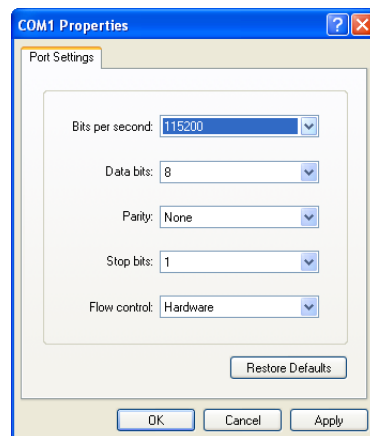 COM1 Properties
Port Settings
Bits per second: 115200
Data bits: 8
Parity: None
Stop bits: 1
Flow control: Hardware
Restore Defaults
OK Cancel Apply